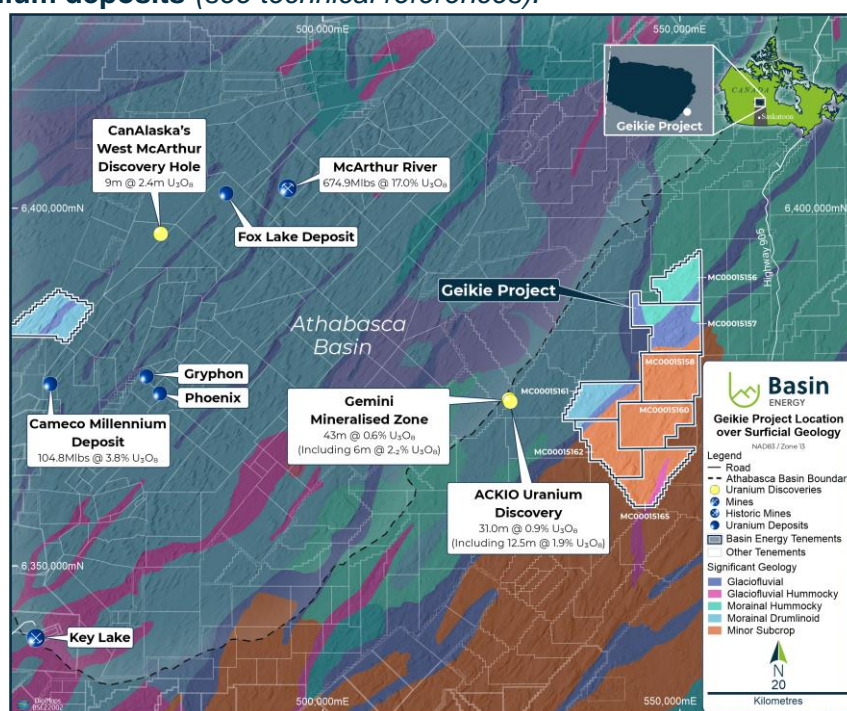 nium deposits (see technical references).
500,000mE
550,000mE
CANADA
Saskatoon
Geikie Project
CanAlaska's
West McArthur
Discovery Hole
9m @ 2.4m U₃O₈
McArthur River
674.9Mlbs @ 17.0% U₃O₈
6,400,000mN
6,400,000mN
Fox Lake Deposit
Highway 905
MC00015156
Geikie Project
MC00015157
Athabasca
Basin
MC00015158
Gryphon
Phoenix
MC00015161
MC00015160
Cameco Millennium
Deposit
104.8Mlbs @ 3.8% U₃O₈
Gemini
Mineralised Zone
43m @ 0.6% U₃O₈
(Including 6m @ 2.₂% U₃O₈)
MC00015162
ACKIO Uranium
Discovery
31.0m @ 0.9% U₃O₈
(Including 12.5m @ 1.9% U₃O₈)
MC00015165
6,350,000mN
Key Lake
500,000mE
550,000mE
Basin
ENERGY
Geikie Project Location
over Surficial Geology
NAD83 / Zone 13
Legend
Road
Athabasca Basin Boundar
Uranium Discoveries
Mines
Historic Mines
Uranium Deposits
Basin Energy Tenements
Other Tenements
Significant Geology
Glaciofluvial
Glaciofluvial Hummocky
Morainal Hummocky
Morainal Drumlinoid
Minor Subcrop
N
20
Kilometres